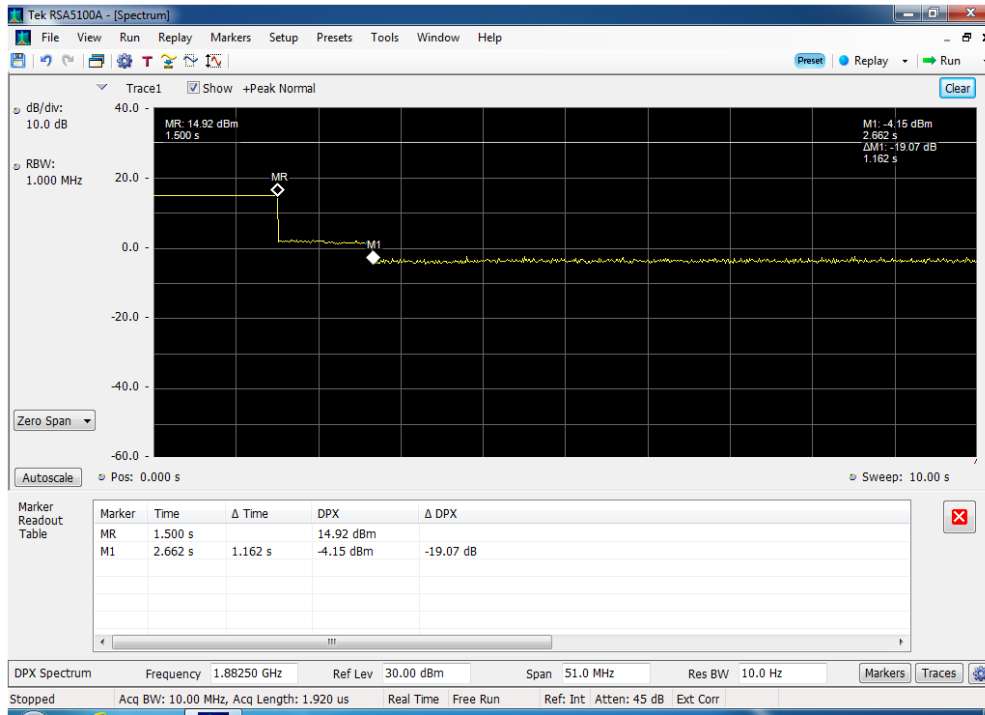 Tek RSA5100A - [Spectrum]
File View Run Replay Markers Setup Presets Tools Window Help
Preset Replay Run
Trace1 Show +Peak Normal Clear
dB/div:
10.0 dB
RBW:
1.000 MHz
40.0 -
20.0 -
0.0 -
-20.0 -
-40.0 -
-60.0 -
MR: 14.92 dBm
1.500 s
M1: -4.15 dBm
2.662 s
ΔM1: -19.07 dB
1.162 s
MR
M1
Zero Span
Autoscale Pos: 0.000 s Sweep: 10.00 s
Marker
Readout
Table
Marker Time Δ Time DPX Δ DPX
MR 1.500 s 14.92 dBm
M1 2.662 s 1.162 s -4.15 dBm -19.07 dB
DPX Spectrum Frequency 1.88250 GHz Ref Lev 30.00 dBm Span 51.0 MHz Res BW 10.0 Hz Markers Traces
Stopped Acq BW: 10.00 MHz, Acq Length: 1.920 us Real Time Free Run Ref: Int Atten: 45 dB Ext Corr